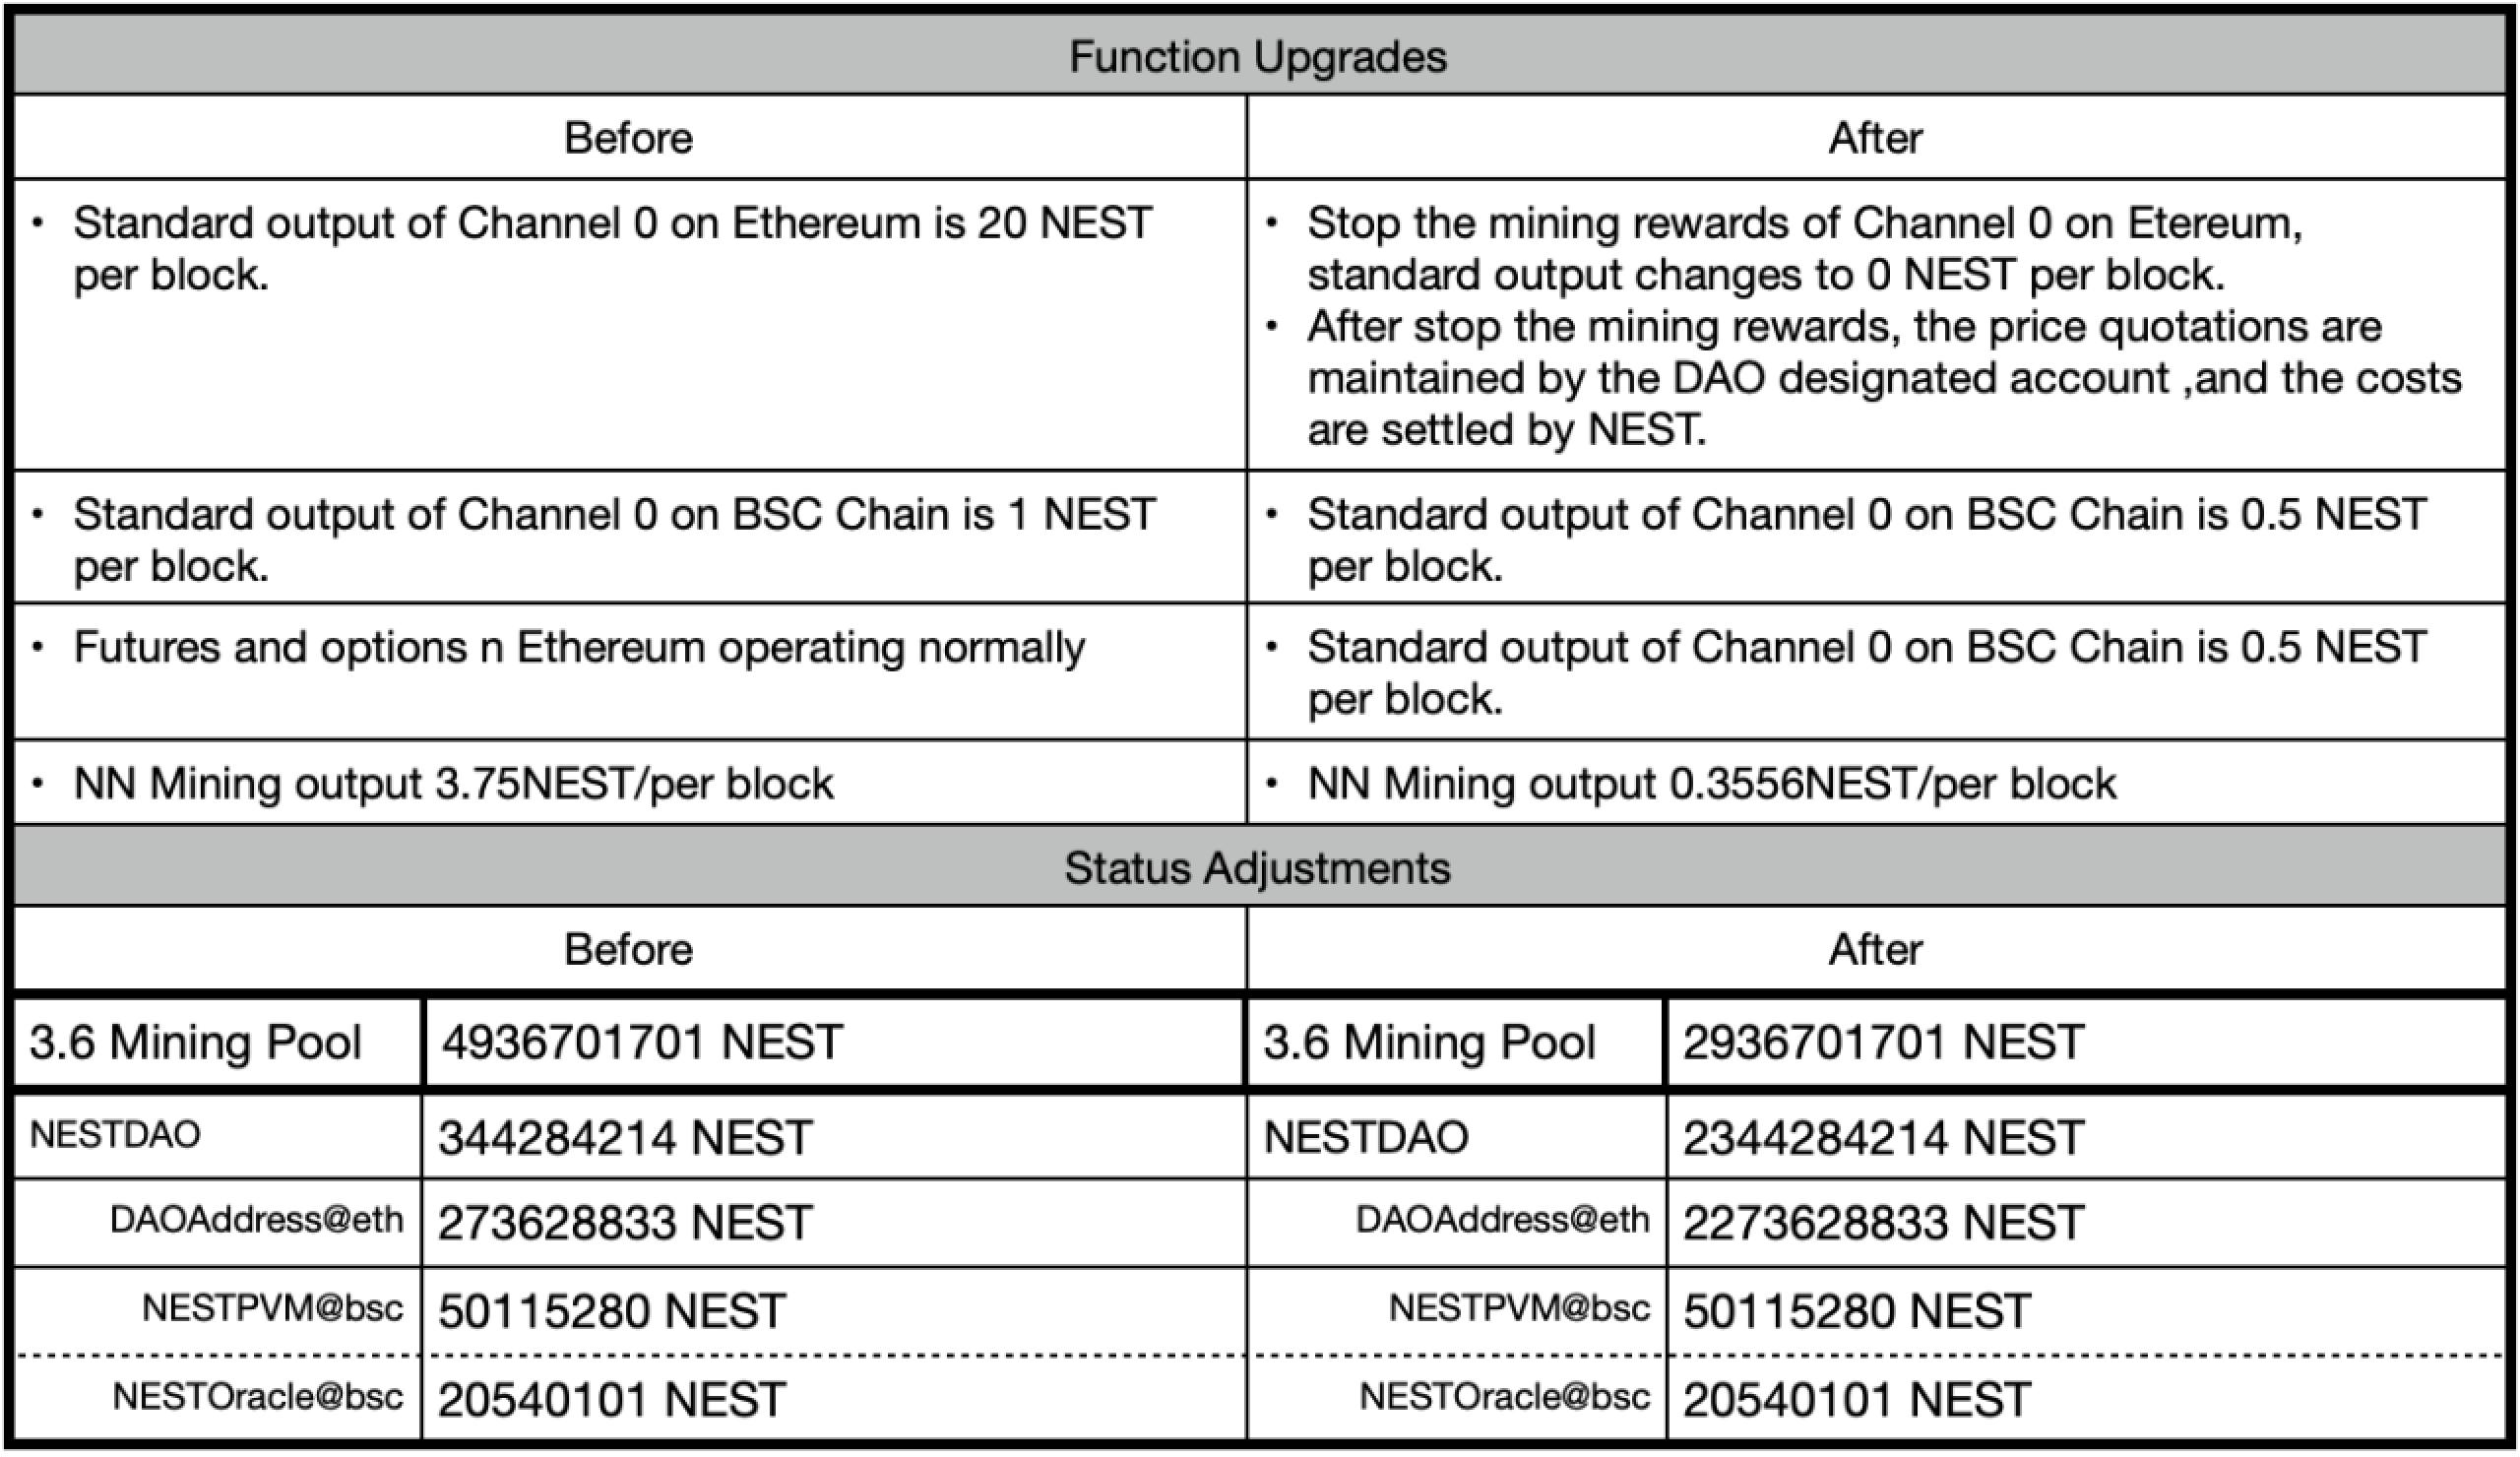 Function Upgrades
Before
After
• Standard output of Channel 0 on Ethereum is 20 NEST
per block.
• Stop the mining rewards of Channel 0 on Etereum,
standard output changes to 0 NEST per block.
• After stop the mining rewards, the price quotations are
maintained by the DAO designated account ,and the costs
are settled by NEST.
• Standard output of Channel 0 on BSC Chain is 1 NEST
per block.
• Standard output of Channel 0 on BSC Chain is 0.5 NEST
per block.
• Futures and options n Ethereum operating normally
• Standard output of Channel 0 on BSC Chain is 0.5 NEST
per block.
• NN Mining output 3.75NEST/per block
• NN Mining output 0.3556NEST/per block
Status Adjustments
Before
After
3.6 Mining Pool
4936701701 NEST
3.6 Mining Pool
2936701701 NEST
NESTDAO
344284214 NEST
NESTDAO
2344284214 NEST
DAOAddress@eth
273628833 NEST
DAOAddress@eth
2273628833 NEST
NESTPVM@bsc
50115280 NEST
NESTPVM@bsc
50115280 NEST
NESTOracle@bsc
20540101 NEST
NESTOracle@bsc
20540101 NEST